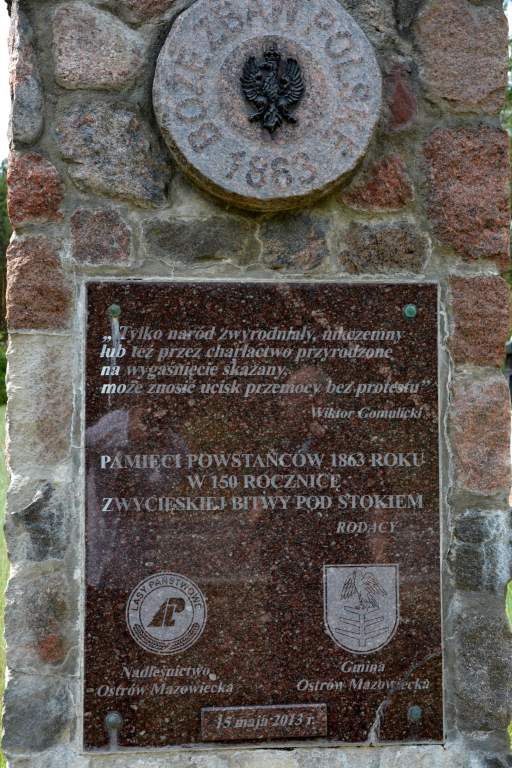 BOŻE ZBAW POLSKĘ
1863
„Tylko naród zwyrodniały, nikczemny
lub też przez charłactwo przyrodzone
na wygaśnięcie skazany,
może znosić ucisk przemocy bez protestu”
Wiktor Gomulicki
PAMIĘCI POWSTAŃCÓW 1863 ROKU
W 150 ROCZNICĘ
ZWYCIĘSKIEJ BITWY POD STOKIEM
RODACY
LASY PAŃSTWOWE
Nadleśnictwo
Ostrów Mazowiecka
Gmina
Ostrów Mazowiecka
15 maja 2013 r.